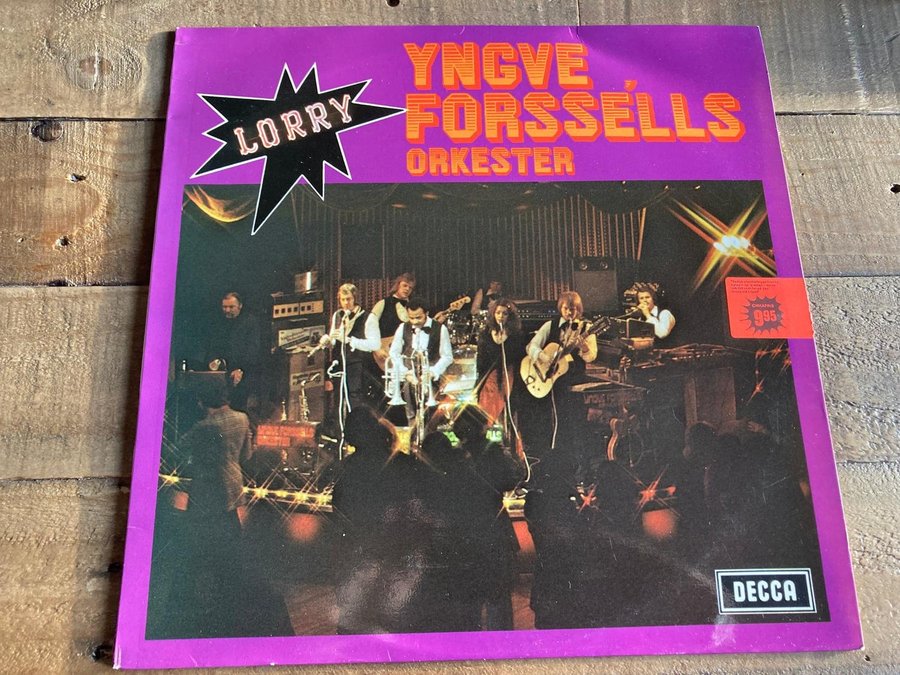 LORRY
YNGVE
FORSSÉLLS
ORKESTER
9.95
DECCA